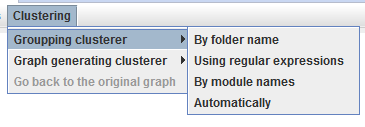 Clustering
Groupping clusterer
Graph generating clusterer
Go back to the original graph
By folder name
Using regular expressions
By module names
Automatically